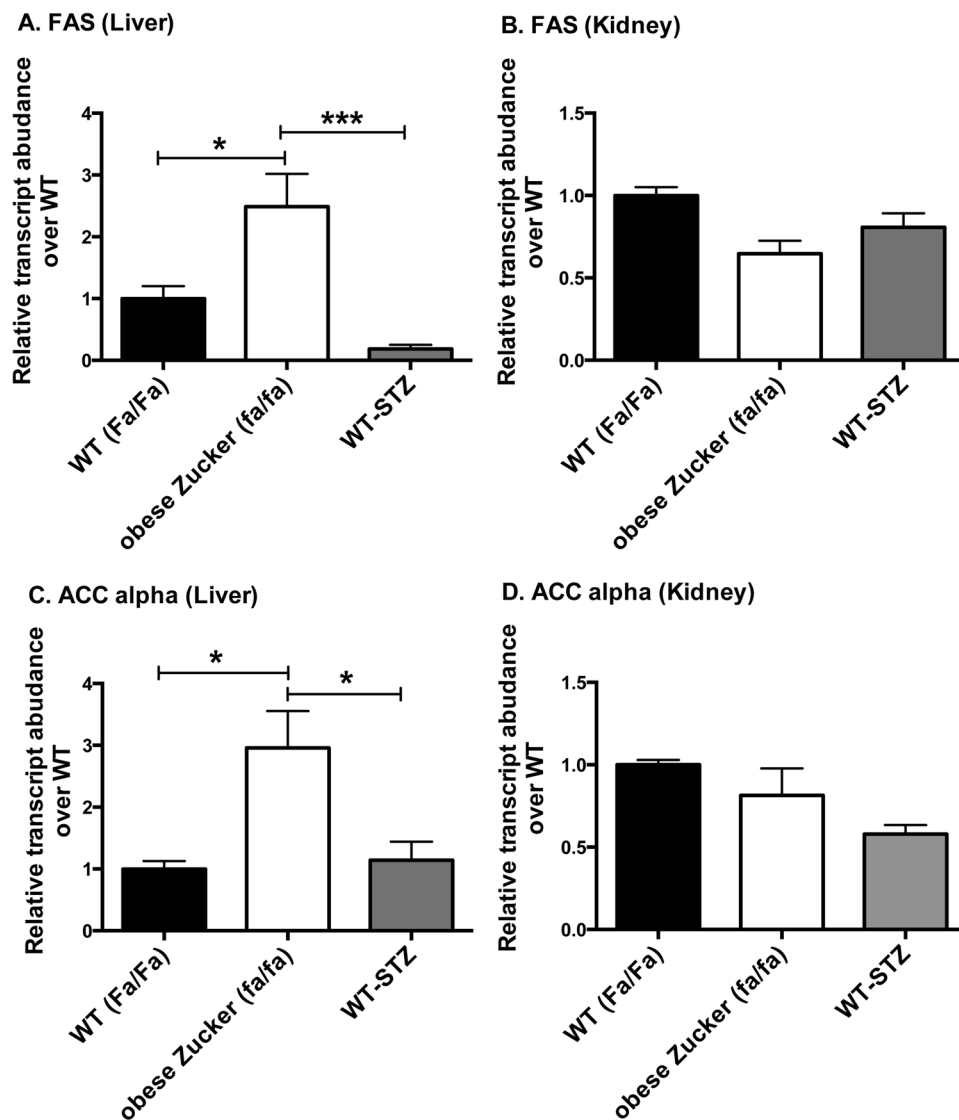 A. FAS (Liver)
Relative transcript abudance
over WT
4
3
2
1
0
*
***
WT (Fa/Fa)
obese Zucker (fa/fa)
WT-STZ
B. FAS (Kidney)
Relative transcript abudance
over WT
1.5
1.0
0.5
0.0
WT (Fa/Fa)
obese Zucker (fa/fa)
WT-STZ
C. ACC alpha (Liver)
Relative transcript abudance
over WT
4
3
2
1
0
*
*
WT (Fa/Fa)
obese Zucker (fa/fa)
WT-STZ
D. ACC alpha (Kidney)
Relative transcript abudance
over WT
1.5
1.0
0.5
0.0
WT (Fa/Fa)
obese Zucker (fa/fa)
WT-STZ